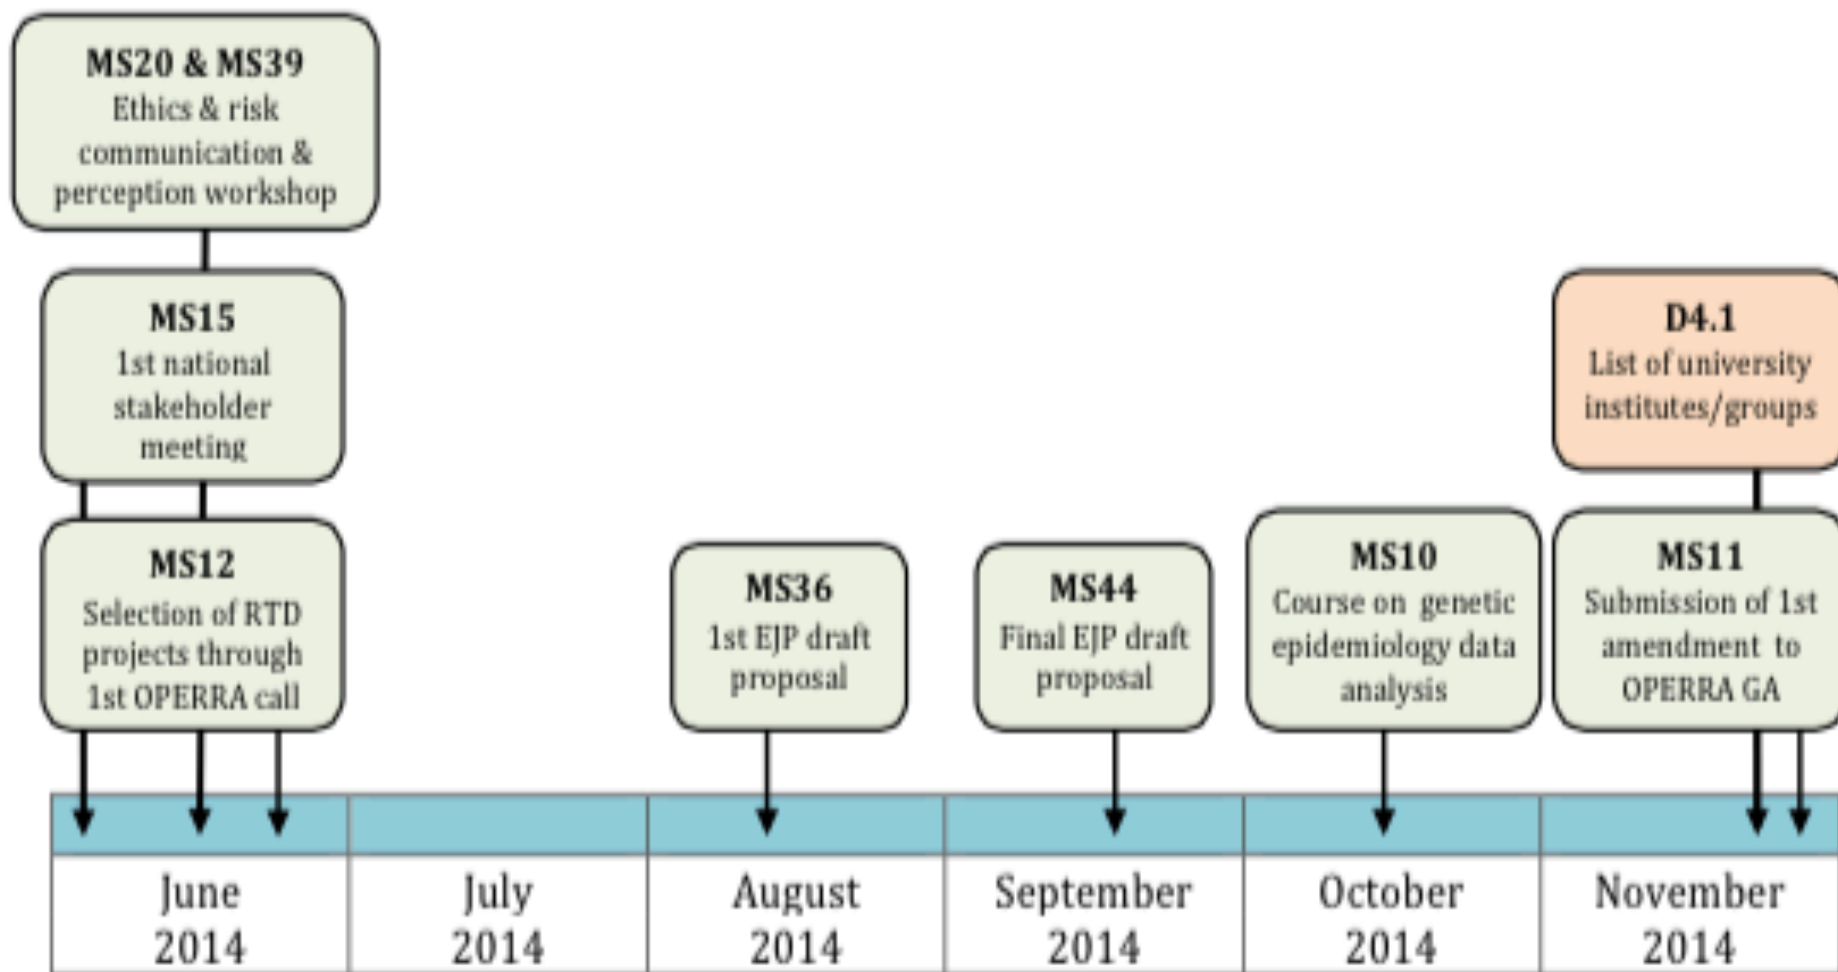 MS20 & MS39
Ethics & risk
communication &
perception workshop
MS15
1st national
stakeholder
meeting
MS12
Selection of RTD
projects through
1st OPERRA call
MS36
1st EJP draft
proposal
MS44
Final EJP draft
proposal
MS10
Course on genetic
epidemiology data
analysis
D4.1
List of university
institutes/groups
MS11
Submission of 1st
amendment to
OPERRA GA
June
2014
July
2014
August
2014
September
2014
October
2014
November
2014